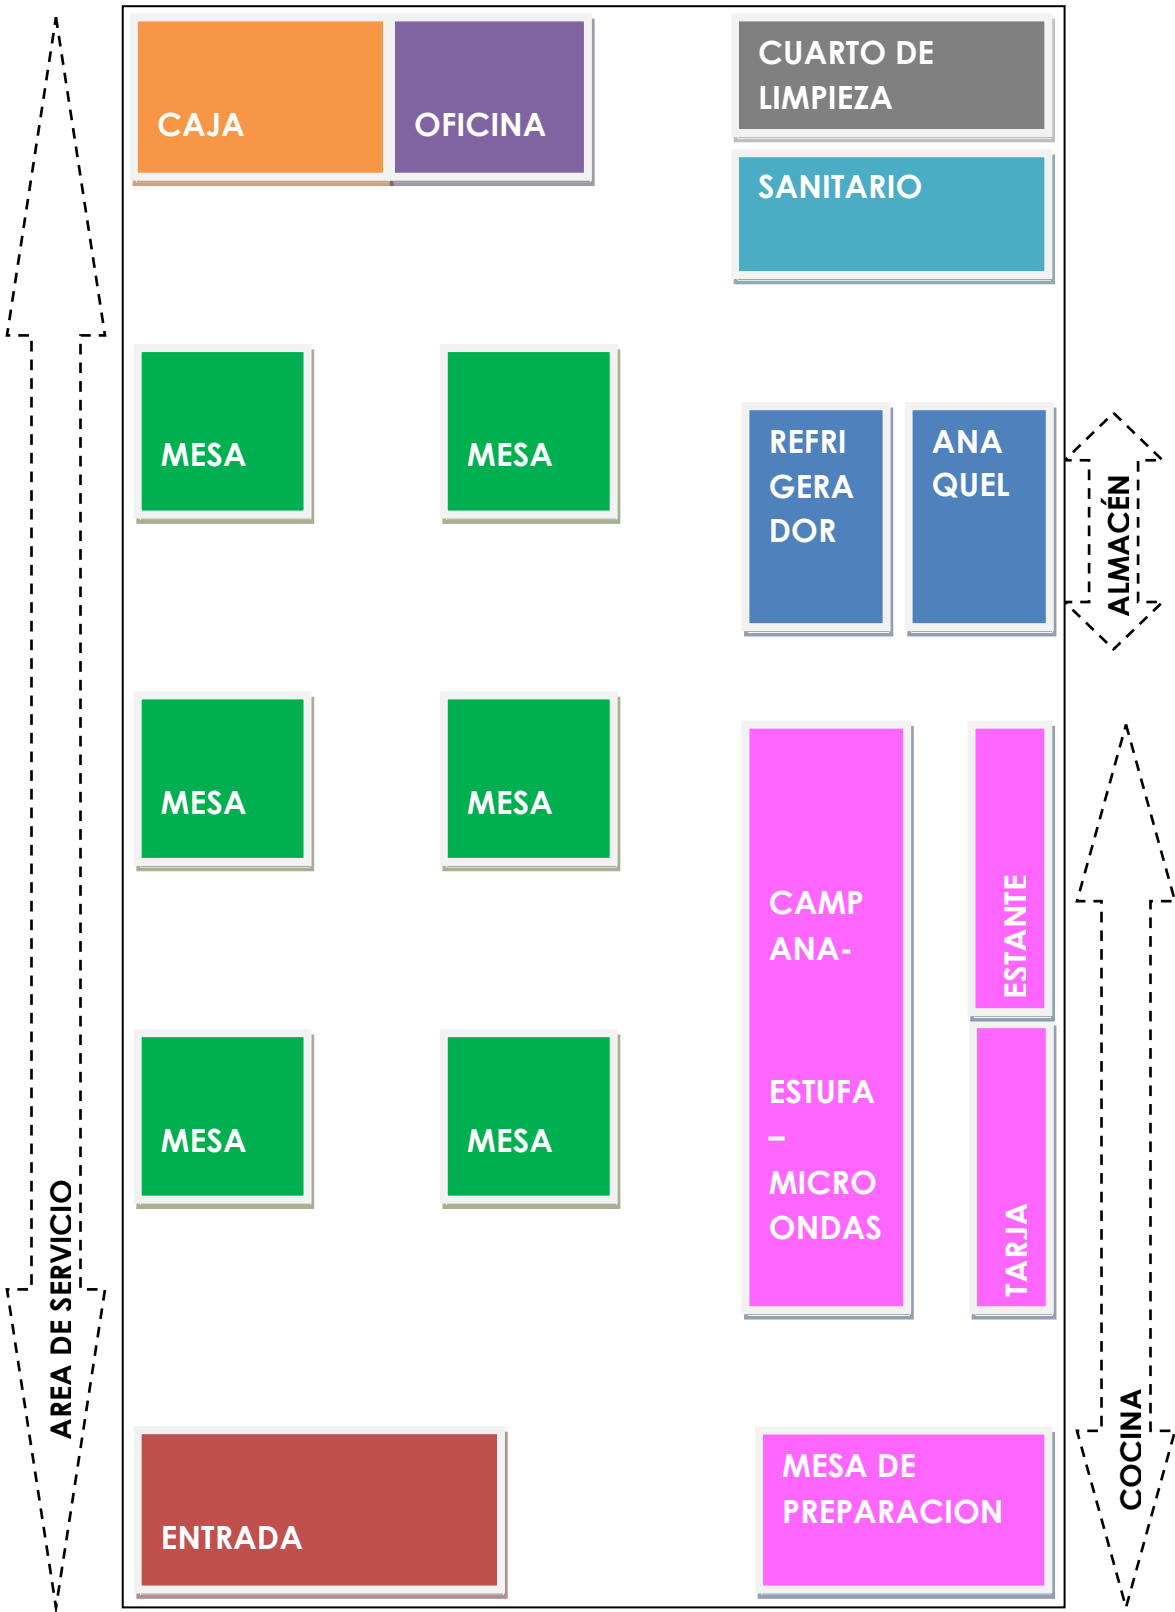 CAJA
OFICINA
CUARTO DE
LIMPIEZA
SANITARIO
MESA
MESA
REFRI
GERA
DOR
ANA
QUEL
ALMACÉN
MESA
MESA
CAMP
ANA-
ESTUFA
–
MICRO
ONDAS
ESTANTE
TARJA
MESA
MESA
AREA DE SERVICIO
COCINA
ENTRADA
MESA DE
PREPARACION